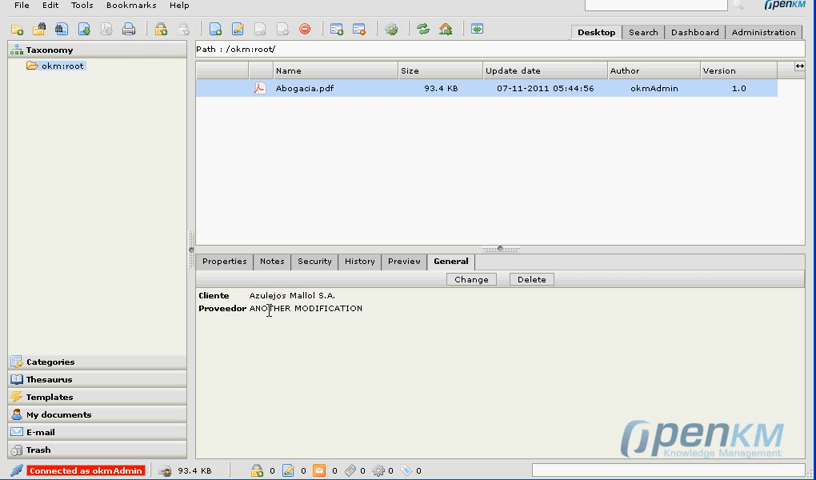 File Edit Tools Bookmarks Help
OPENKM
Desktop Search Dashboard Administration
Taxonomy
okm:root
Categories
Thesaurus
Templates
My documents
E-mail
Trash
Path : /okm:root/
Name Size Update date Author Version
Abogacia.pdf 93.4 KB 07-11-2011 05:44:56 okmAdmin 1.0
Properties Notes Security History Preview General
Change Delete
Cliente Azulejos Mallol S.A.
Proveedor ANOTHER MODIFICATION
OPENKM
Knowledge Management
Connected as okmAdmin 93.4 KB 0 0 0 0 0 0